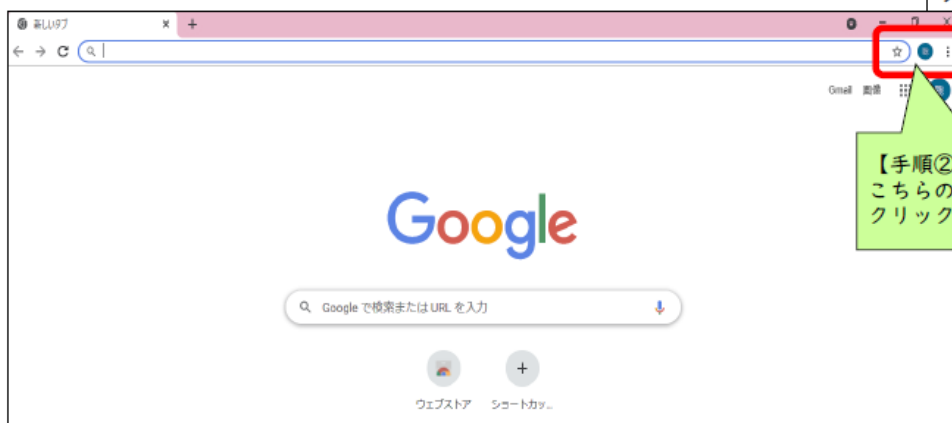 新しいタブ
Gmail 画像
【手順②
こちらの
クリック
Google
Google で検索または URL を入力
ウェブストア ショートカッ...